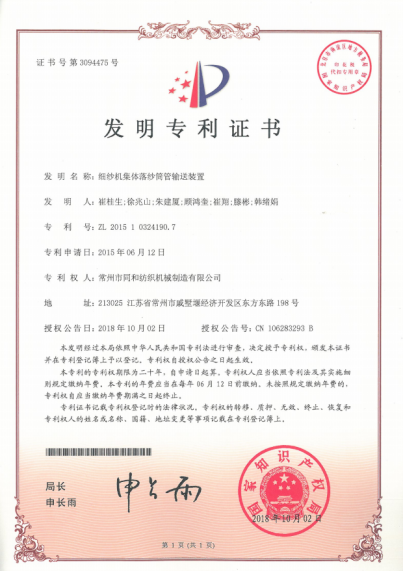 证书号第3094475号
发明专利证书
发 明 名 称：细纱机集体落纱筒管输送装置
发 明 人：崔桂生;徐兆山;朱建厦;顾鸿奎;崔翔;滕彬;韩绪娟
专 利 号：ZL 2015 1 0324190.7
专利申请日：2015年06月12日
专 利 权 人：常州市同和纺织机械制造有限公司
地 址：213025 江苏省常州市戚墅堰经济开发区东方东路198号
授权公告日：2018年10月02日 授权公告号：CN 106283293 B
本发明经过本局依照中华人民共和国专利法进行审查，决定授予专利权，颁发本证书
并在专利登记簿上予以登记。专利权自授权公告之日起生效。
本专利的专利权期限为二十年，自申请日起算。专利权人应当依照专利法及其实施细
则规定缴纳年费。本专利的年费应当在每年06月12日前缴纳。未按照规定缴纳年费的，
专利权自应当缴纳年费期满之日起终止。
专利证书记载专利权登记时的法律状况。专利权的转移、质押、无效、终止、恢复和
专利权人的姓名或名称、国籍、地址变更等事项记载在专利登记簿上。
局长
申长雨
申长雨
国家知识产权局
2018年10月02日
第 1 页 (共 1 页)